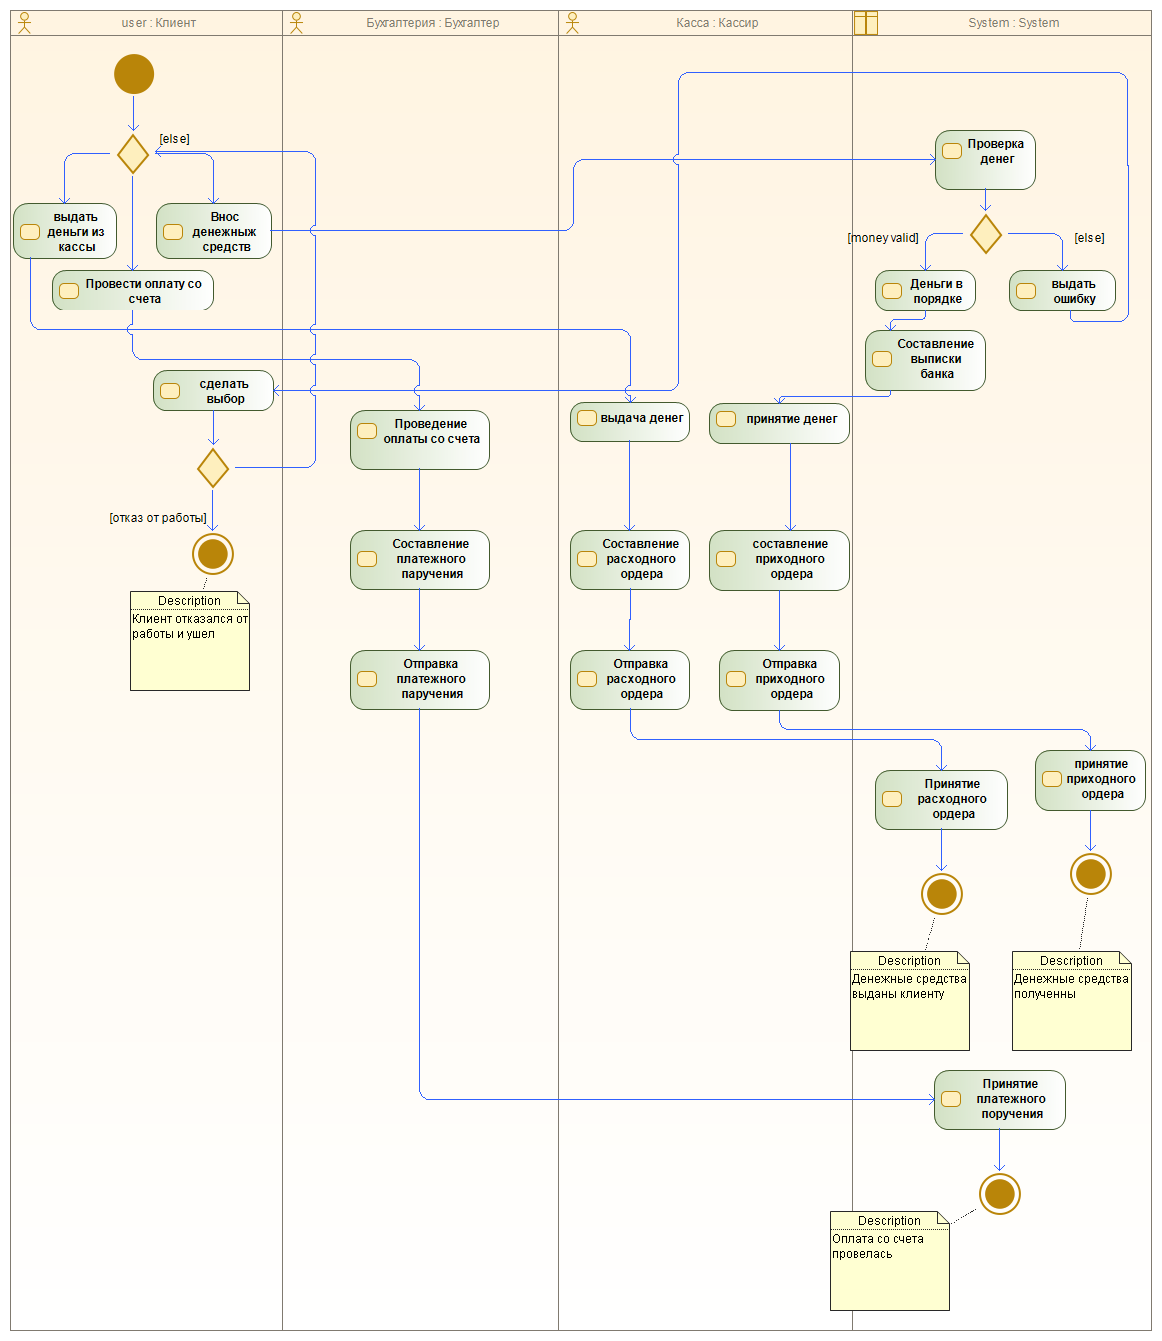 user : Клиент
Бухгалтерия : Бухгалтер
Касса : Кассир
System : System
[else]
Проверка
денег
выдать
деньги из
кассы
Внос
денежныж
средств
[money valid]
[else]
Провести оплату со
счета
Деньги в
порядке
выдать
ошибку
Составление
выписки
банка
сделать
выбор
Проведение
оплаты со счета
выдача денег
принятие денег
[отказ от работы]
Составление
платежного
паручения
Составление
расходного
ордера
составление
приходного
ордера
Description
Клиент отказался от
работы и ушел
Отправка
платежного
паручения
Отправка
расходного
ордера
Отправка
приходного
ордера
Принятие
расходного
ордера
принятие
приходного
ордера
Description
Денежные средства
выданы клиенту
Description
Денежные средства
полученны
Принятие
платежного
поручения
Description
Оплата со счета
провелась